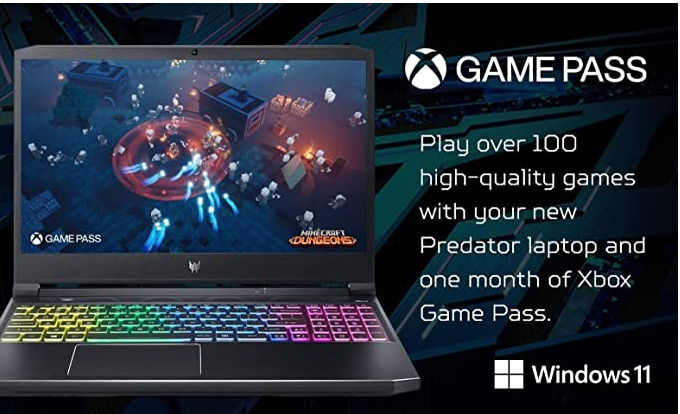 GAME PASS
MINECRAFT
DUNGEONS
GAME PASS
Play over 100
high-quality games
with your new
Predator laptop and
one month of Xbox
Game Pass.
Windows 11